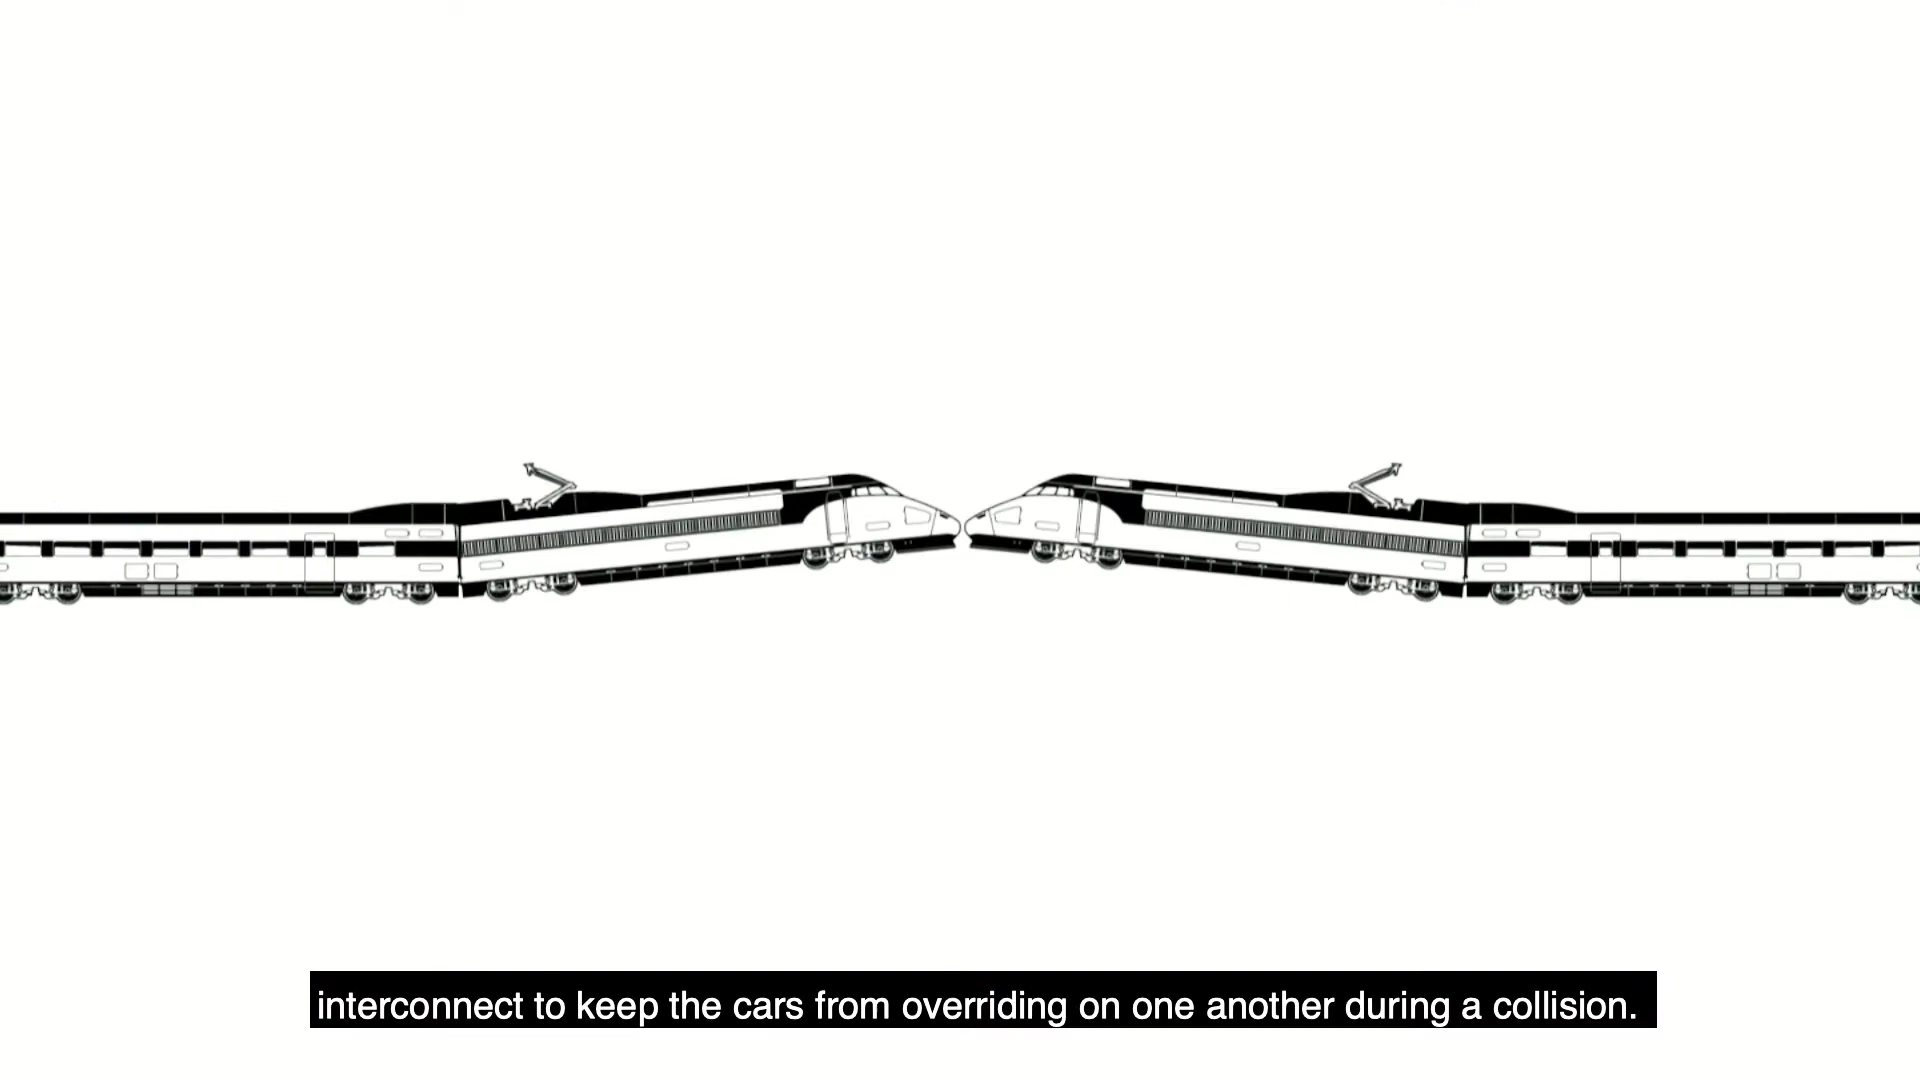 interconnect to keep the cars from overriding on one another during a collision.